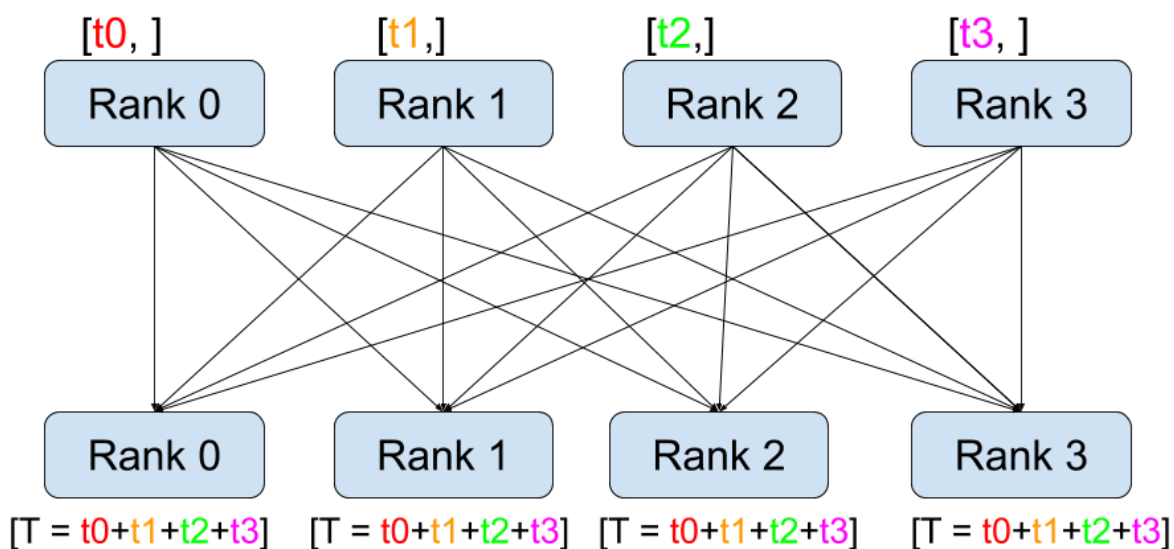 [t0, ] [t1,] [t2,] [t3, ]
Rank 0 Rank 1 Rank 2 Rank 3
Rank 0 Rank 1 Rank 2 Rank 3
[T = t0+t1+t2+t3] [T = t0+t1+t2+t3] [T = t0+t1+t2+t3] [T = t0+t1+t2+t3]